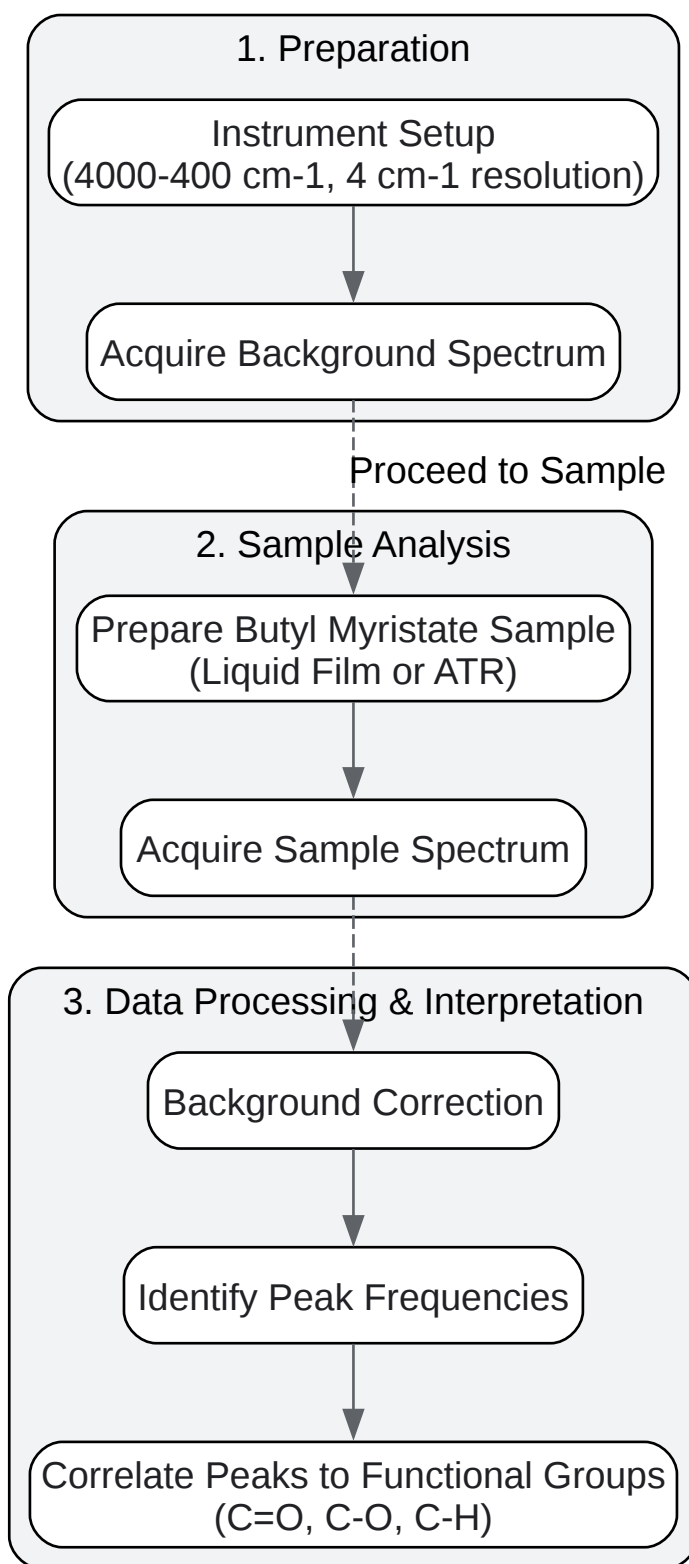 1. Preparation
Instrument Setup
(4000-400 cm-1, 4 cm-1 resolution)
Acquire Background Spectrum
Proceed to Sample
2. Sample Analysis
Prepare Butyl Myristate Sample
(Liquid Film or ATR)
Acquire Sample Spectrum
3. Data Processing & Interpretation
Background Correction
Identify Peak Frequencies
Correlate Peaks to Functional Groups
(C=O, C-O, C-H)